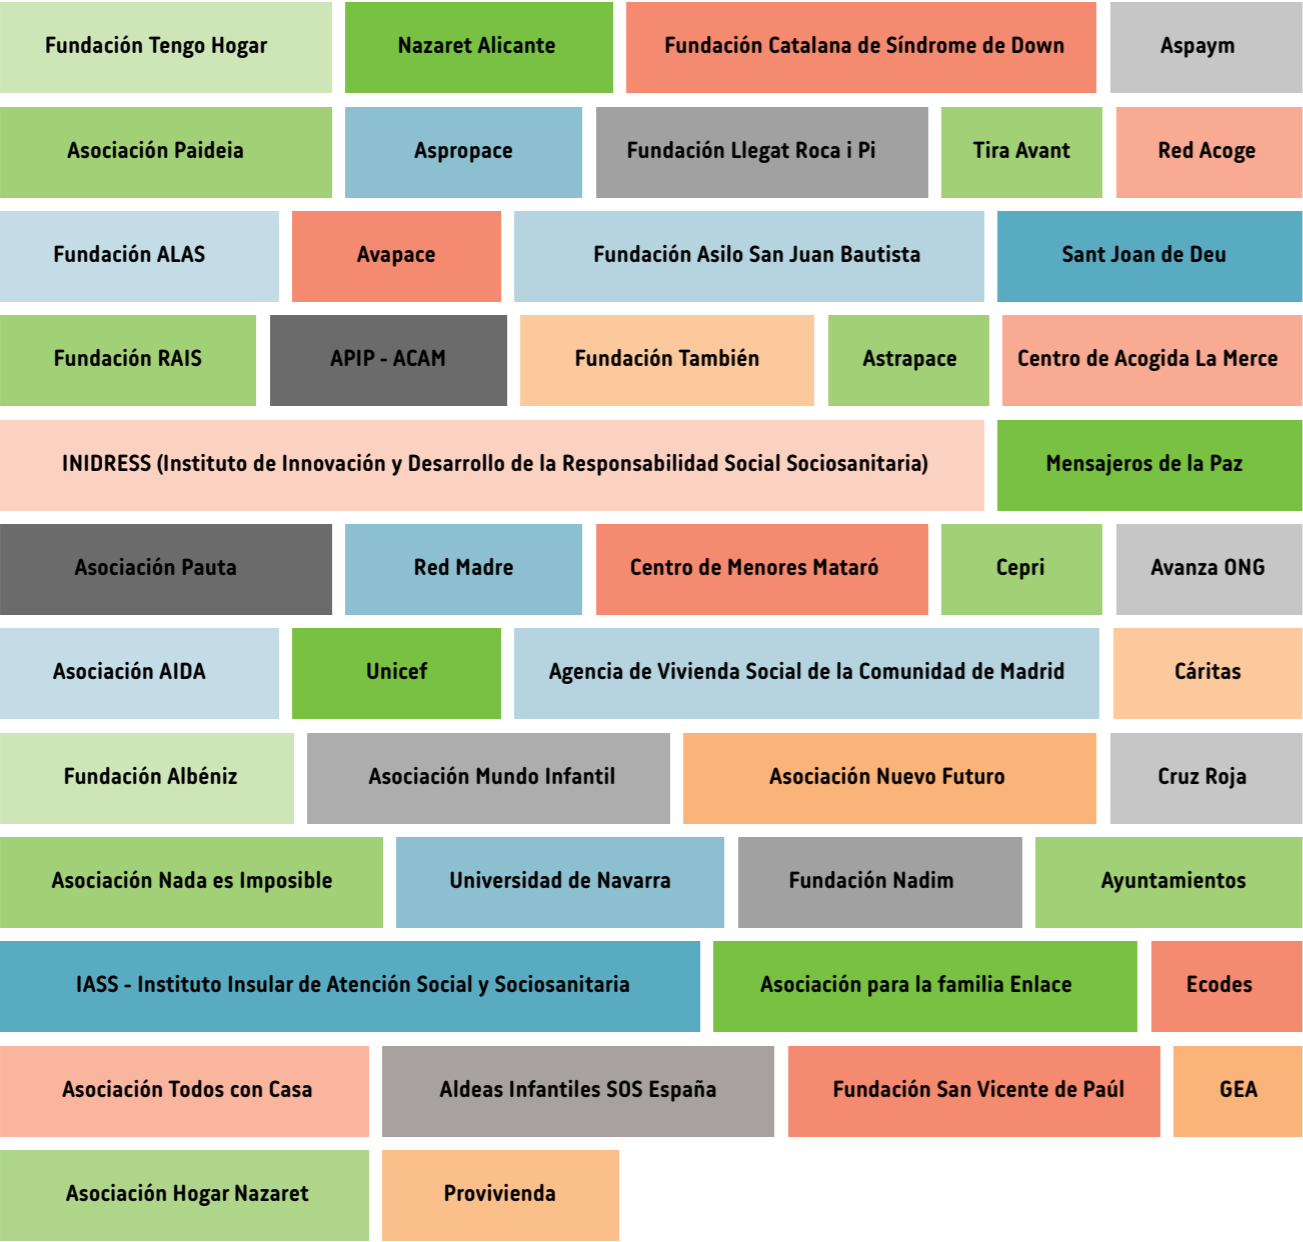 Fundación Tengo Hogar
Nazaret Alicante
Fundación Catalana de Síndrome de Down
Aspaym
Asociación Paideia
Aspropace
Fundación Llegat Roca i Pi
Tira Avant
Red Acoge
Fundación ALAS
Avapace
Fundación Asilo San Juan Bautista
Sant Joan de Deu
Fundación RAIS
APIP - ACAM
Fundación También
Astrapace
Centro de Acogida La Merce
INIDRESS (Instituto de Innovación y Desarrollo de la Responsabilidad Social Sociosanitaria)
Mensajeros de la Paz
Asociación Pauta
Red Madre
Centro de Menores Mataró
Cepri
Avanza ONG
Asociación AIDA
Unicef
Agencia de Vivienda Social de la Comunidad de Madrid
Cáritas
Fundación Albéniz
Asociación Mundo Infantil
Asociación Nuevo Futuro
Cruz Roja
Asociación Nada es Imposible
Universidad de Navarra
Fundación Nadim
Ayuntamientos
IASS - Instituto Insular de Atención Social y Sociosanitaria
Asociación para la familia Enlace
Ecodes
Asociación Todos con Casa
Aldeas Infantiles SOS España
Fundación San Vicente de Paúl
GEA
Asociación Hogar Nazaret
Provivienda